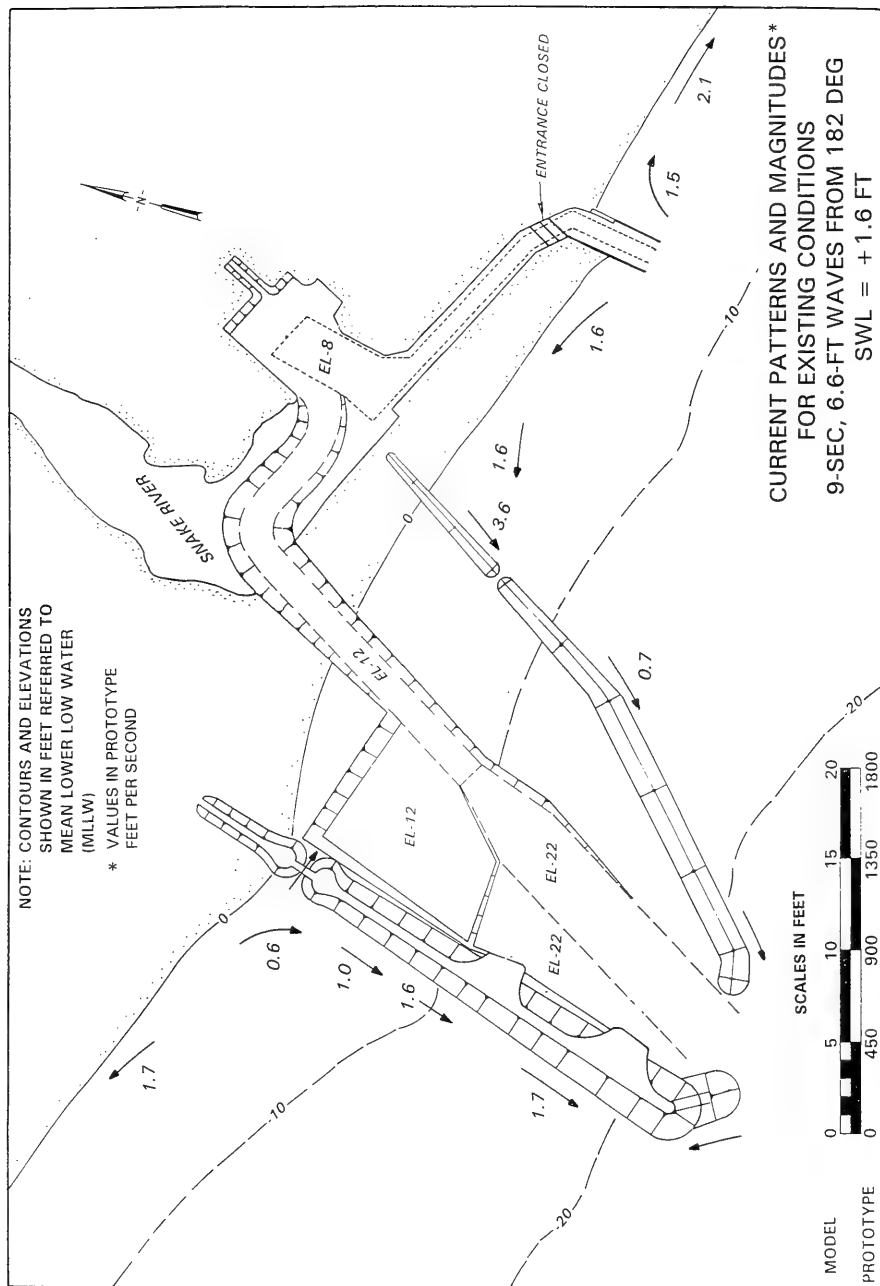 NOTE: CONTOURS AND ELEVATIONS
SHOWN IN FEET REFERRED TO
MEAN LOWER LOW WATER
(MLLW)
* VALUES IN PROTOTYPE
FEET PER SECOND
-N-
SNAKE RIVER
EL-8
ENTRANCE CLOSED
2.1
1.5
1.6
1.6
3.6
0.7
0
0
-10
-10
-20
-20
EL-12
EL-12
EL-22
EL-22
0.6
1.0
1.6
1.7
1.7
SCALES IN FEET
MODEL 0 5 10 15 20
PROTOTYPE 0 450 900 1350 1800
CURRENT PATTERNS AND MAGNITUDES*
FOR EXISTING CONDITIONS
9-SEC, 6.6-FT WAVES FROM 182 DEG
SWL = +1.6 FT